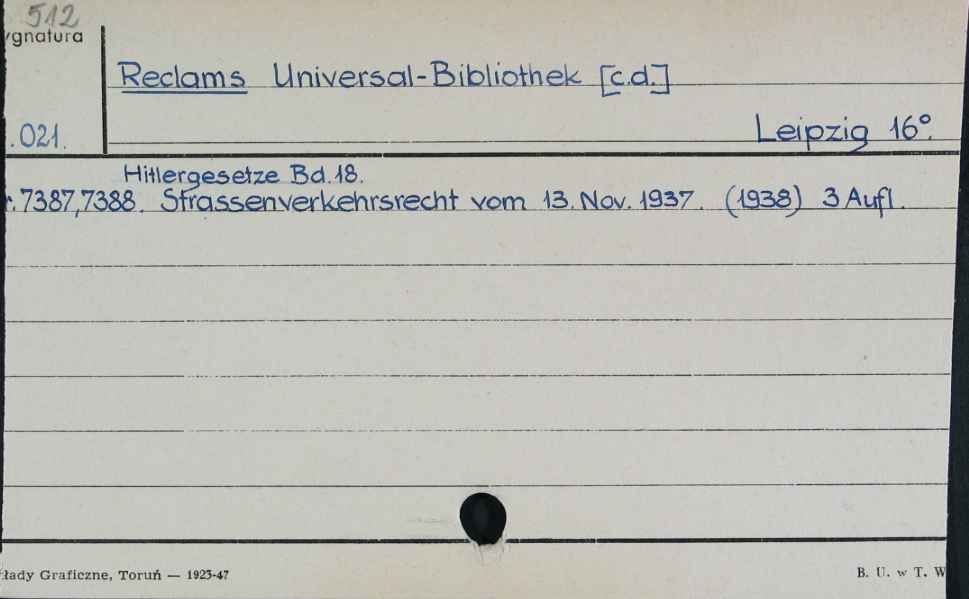 512
ygnatura
Reclams Universal-Bibliothek [c.d.]
.021.
Leipzig 16°.
Hitlergesetze Bd. 18.
r. 7387, 7388. Strassenverkehrsrecht vom 13. Nov. 1937. (1938) 3 Aufl.
kłady Graficzne, Toruń — 1923-47
B. U. w T. W